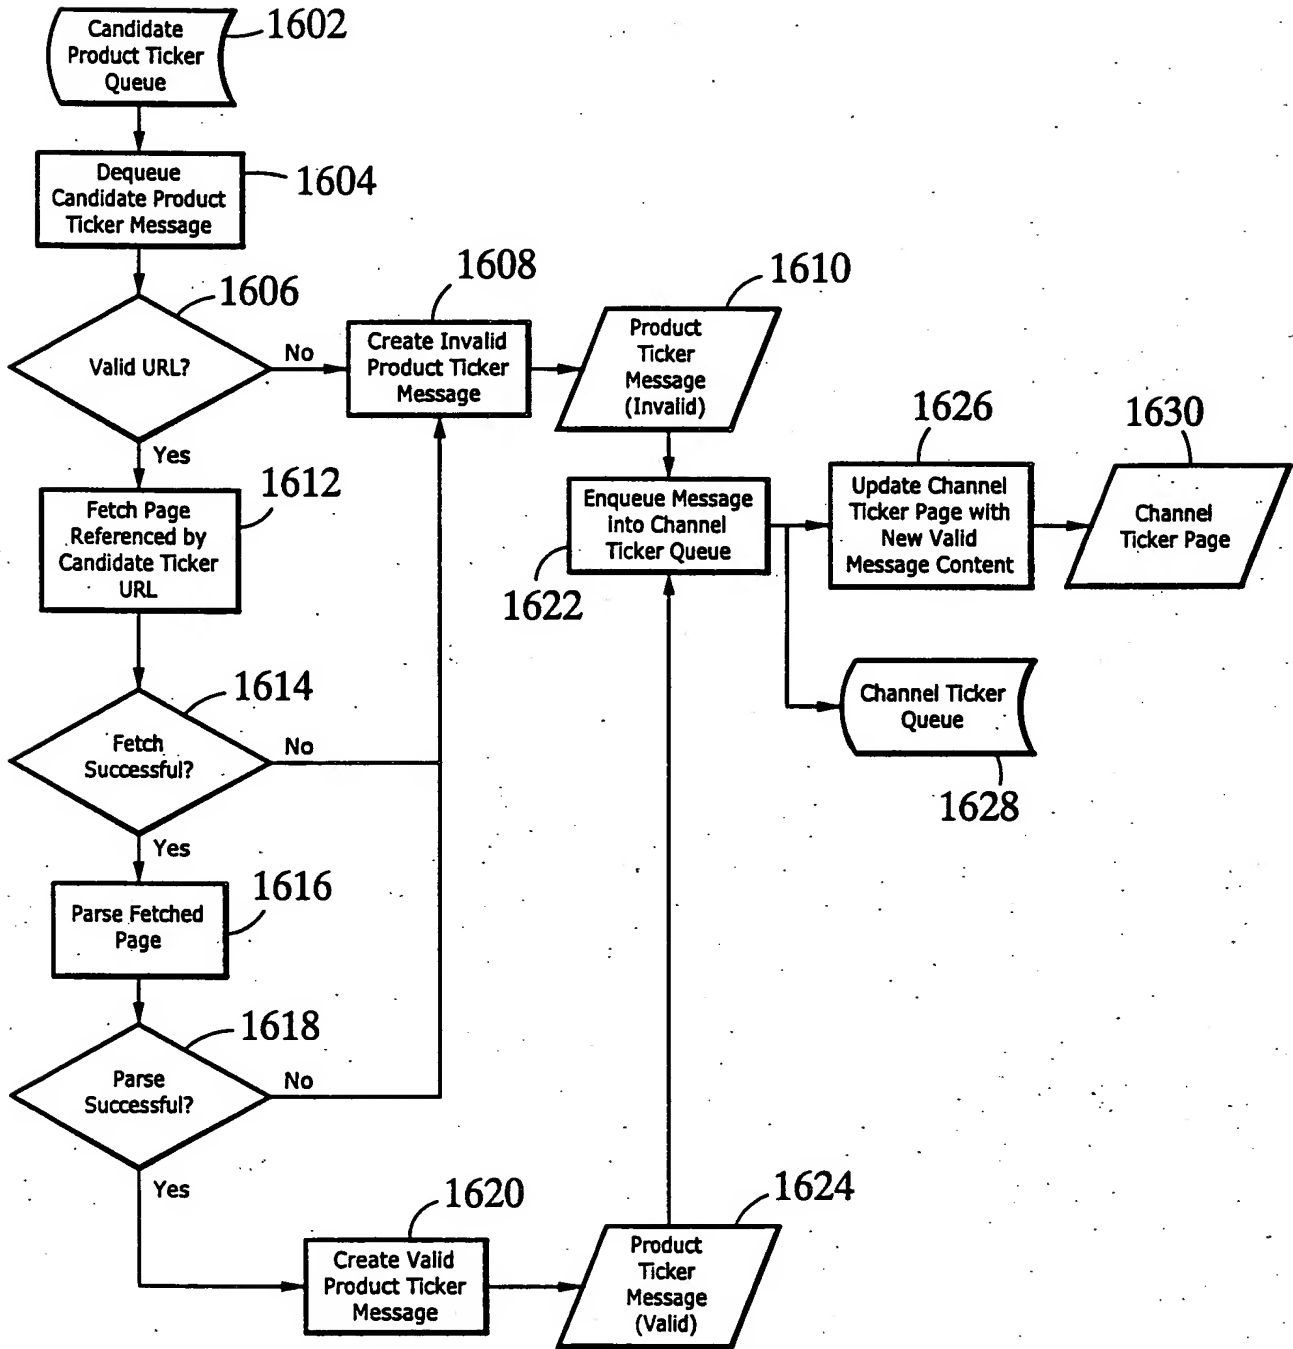 Candidate
Product Ticker
Queue
1602
Dequeue
Candidate Product
Ticker Message
1604
Valid URL?
1606
No
Yes
Create Invalid
Product Ticker
Message
1608
Product
Ticker
Message
(Invalid)
1610
Fetch Page
Referenced by
Candidate Ticker
URL
1612
Enqueue Message
into Channel
Ticker Queue
1622
Update Channel
Ticker Page with
New Valid
Message Content
1626
Channel
Ticker Page
1630
Fetch
Successful?
1614
No
Yes
Channel Ticker
Queue
1628
Parse Fetched
Page
1616
Parse
Successful?
1618
No
Yes
Create Valid
Product Ticker
Message
1620
Product
Ticker
Message
(Valid)
1624